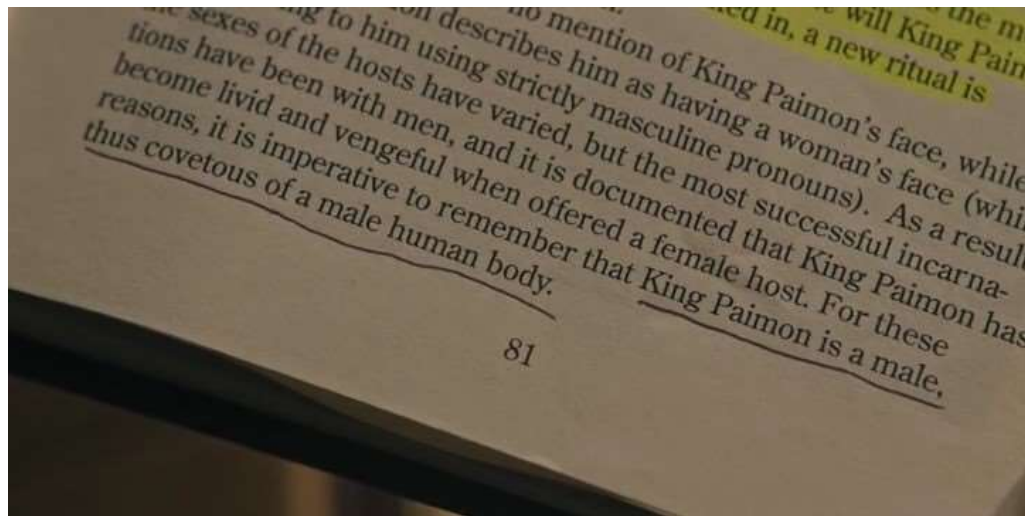 the m
will King Paim
in, a new ritual is
no mention of King Paimon's face, while
describes him as having a woman's face (whi
to him using strictly masculine pronouns). As a result
sexes of the hosts have varied, but the most successful incarna-
tions have been with men, and it is documented that King Paimon has
become livid and vengeful when offered a female host. For these
reasons, it is imperative to remember that King Paimon is a male,
thus covetous of a male human body.
81